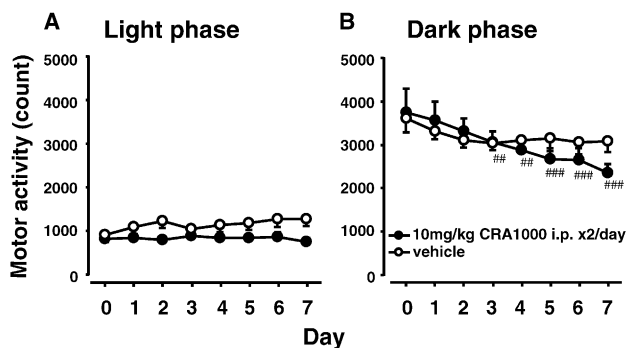 A Light phase
B Dark phase
Motor activity (count)
5000
4000
3000
2000
1000
0
0 1 2 3 4 5 6 7
5000
4000
3000
2000
1000
0
## ## ### ### ###
10mg/kg CRA1000 i.p. x2/day
vehicle
0 1 2 3 4 5 6 7
Day